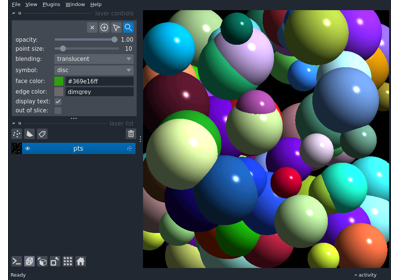 File View Plugins Window Help
layer controls
opacity: 1.00
point size: 10
blending: translucent
symbol: disc
face color: #369e16ff
edge color: dimgrey
display text: ✓
out of slice:
layer list
pts
Ready
activity